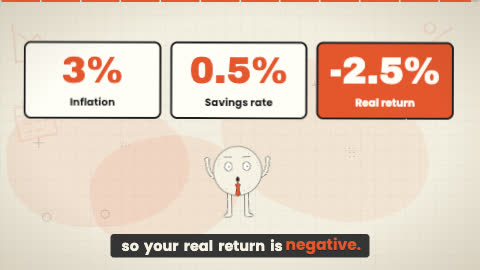 3%
Inflation
0.5%
Savings rate
-2.5%
Real return
so your real return is negative.